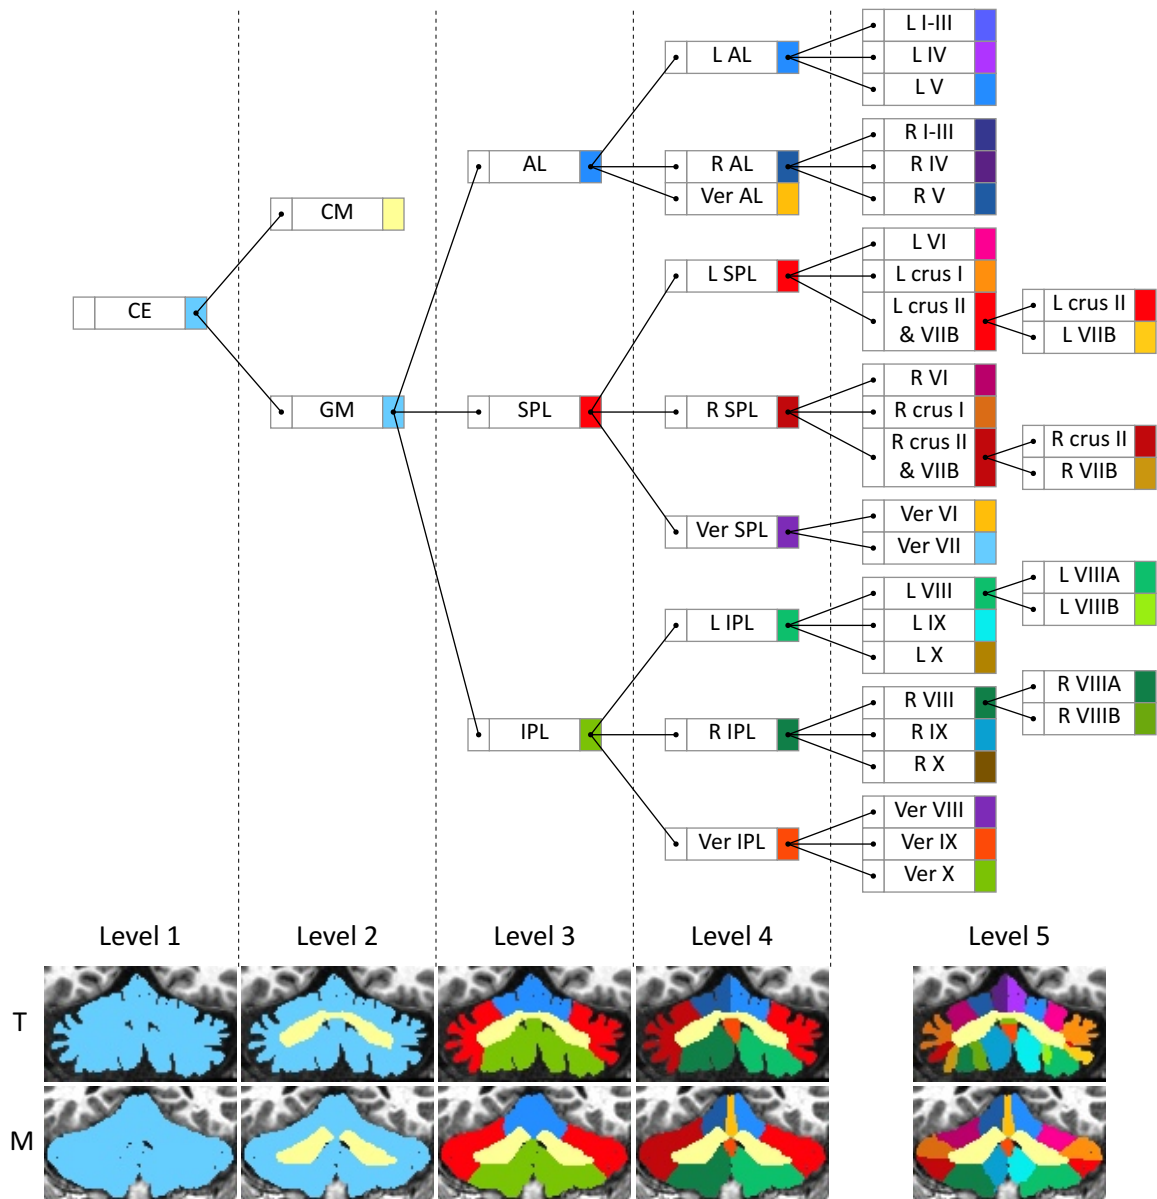 L I-III
L IV
L V
L AL
R I-III
R IV
R V
AL
R AL
Ver AL
CM
L VI
L crus I
L crus II
& VIIB
L SPL
L crus II
L VIIB
CE
R VI
R crus I
R crus II
& VIIB
GM
SPL
R SPL
R crus II
R VIIB
Ver VI
Ver VII
Ver SPL
L VIII
L IX
L X
L VIIIA
L VIIIB
L IPL
R VIII
R IX
R X
R VIIIA
R VIIIB
IPL
R IPL
Ver VIII
Ver IX
Ver X
Ver IPL
Level 1
Level 2
Level 3
Level 4
Level 5
T
M